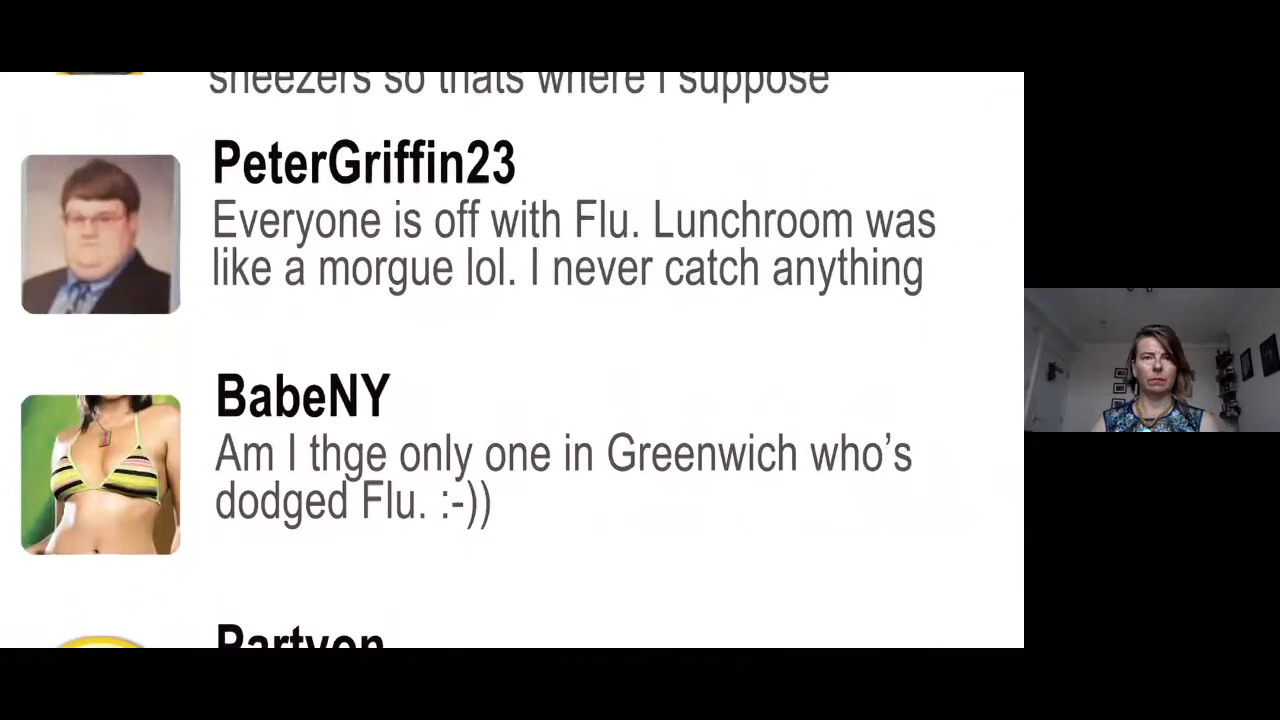 sneezers so thats where I suppose
PeterGriffin23
Everyone is off with Flu. Lunchroom was
like a morgue lol. I never catch anything
BabeNY
Am I thge only one in Greenwich who's
dodged Flu. :-))
Partyon